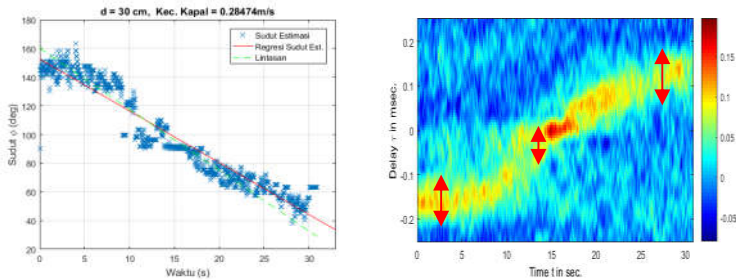 d = 30 cm, Kec. Kapal = 0.28474m/s
Sudut Estimasi
Regresi Sudut Est.
Lintasan
180
160
140
120
100
80
60
40
20
Sudut ϕ (deg)
0 5 10 15 20 25 30
Waktu (s)
0.2
0.1
0
-0.1
-0.2
Delay τ in msec.
0 5 10 15 20 25 30
Time t in sec.
0.15
0.1
0.05
0
-0.05